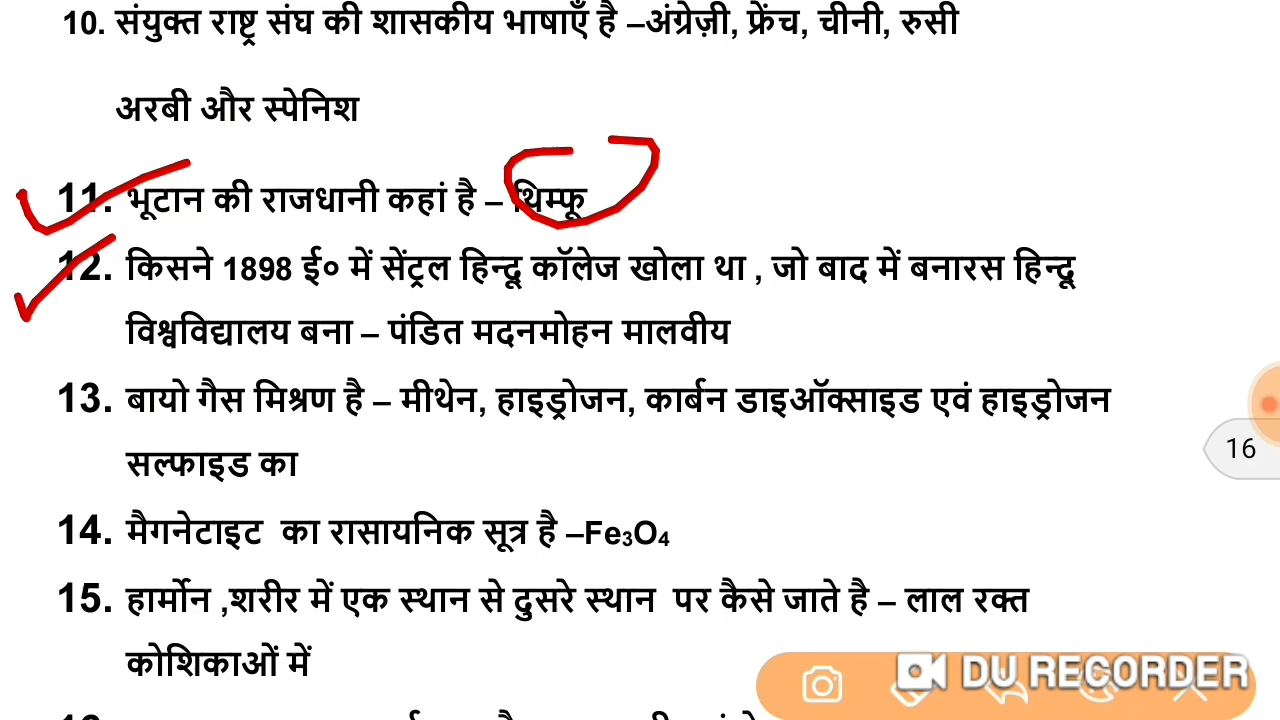 10. संयुक्त राष्ट्र संघ की शासकीय भाषाएँ है –अंग्रेज़ी, फ्रेंच, चीनी, रुसी
अरबी और स्पेनिश
11. भूटान की राजधानी कहां है – थिम्फू
12. किसने 1898 ई० में सेंट्रल हिन्दू कॉलेज खोला था , जो बाद में बनारस हिन्दू
विश्वविद्यालय बना – पंडित मदनमोहन मालवीय
13. बायो गैस मिश्रण है – मीथेन, हाइड्रोजन, कार्बन डाइऑक्साइड एवं हाइड्रोजन
सल्फाइड का
16
14. मैगनेटाइट का रासायनिक सूत्र है –Fe₃O₄
15. हार्मोन ,शरीर में एक स्थान से दुसरे स्थान पर कैसे जाते है – लाल रक्त
कोशिकाओं में
DU RECORDER